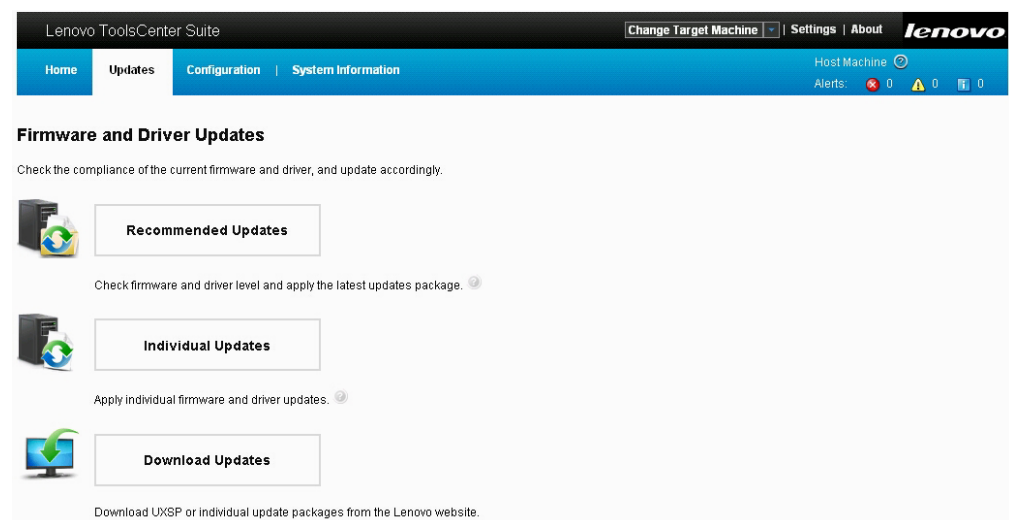 Lenovo ToolsCenter Suite
Change Target Machine | Settings | About lenovo
Home Updates Configuration | System Information
Host Machine ?
Alerts: 0 0 0
Firmware and Driver Updates
Check the compliance of the current firmware and driver, and update accordingly.
Recommended Updates
Check firmware and driver level and apply the latest updates package. ?
Individual Updates
Apply individual firmware and driver updates. ?
Download Updates
Download UXSP or individual update packages from the Lenovo website.